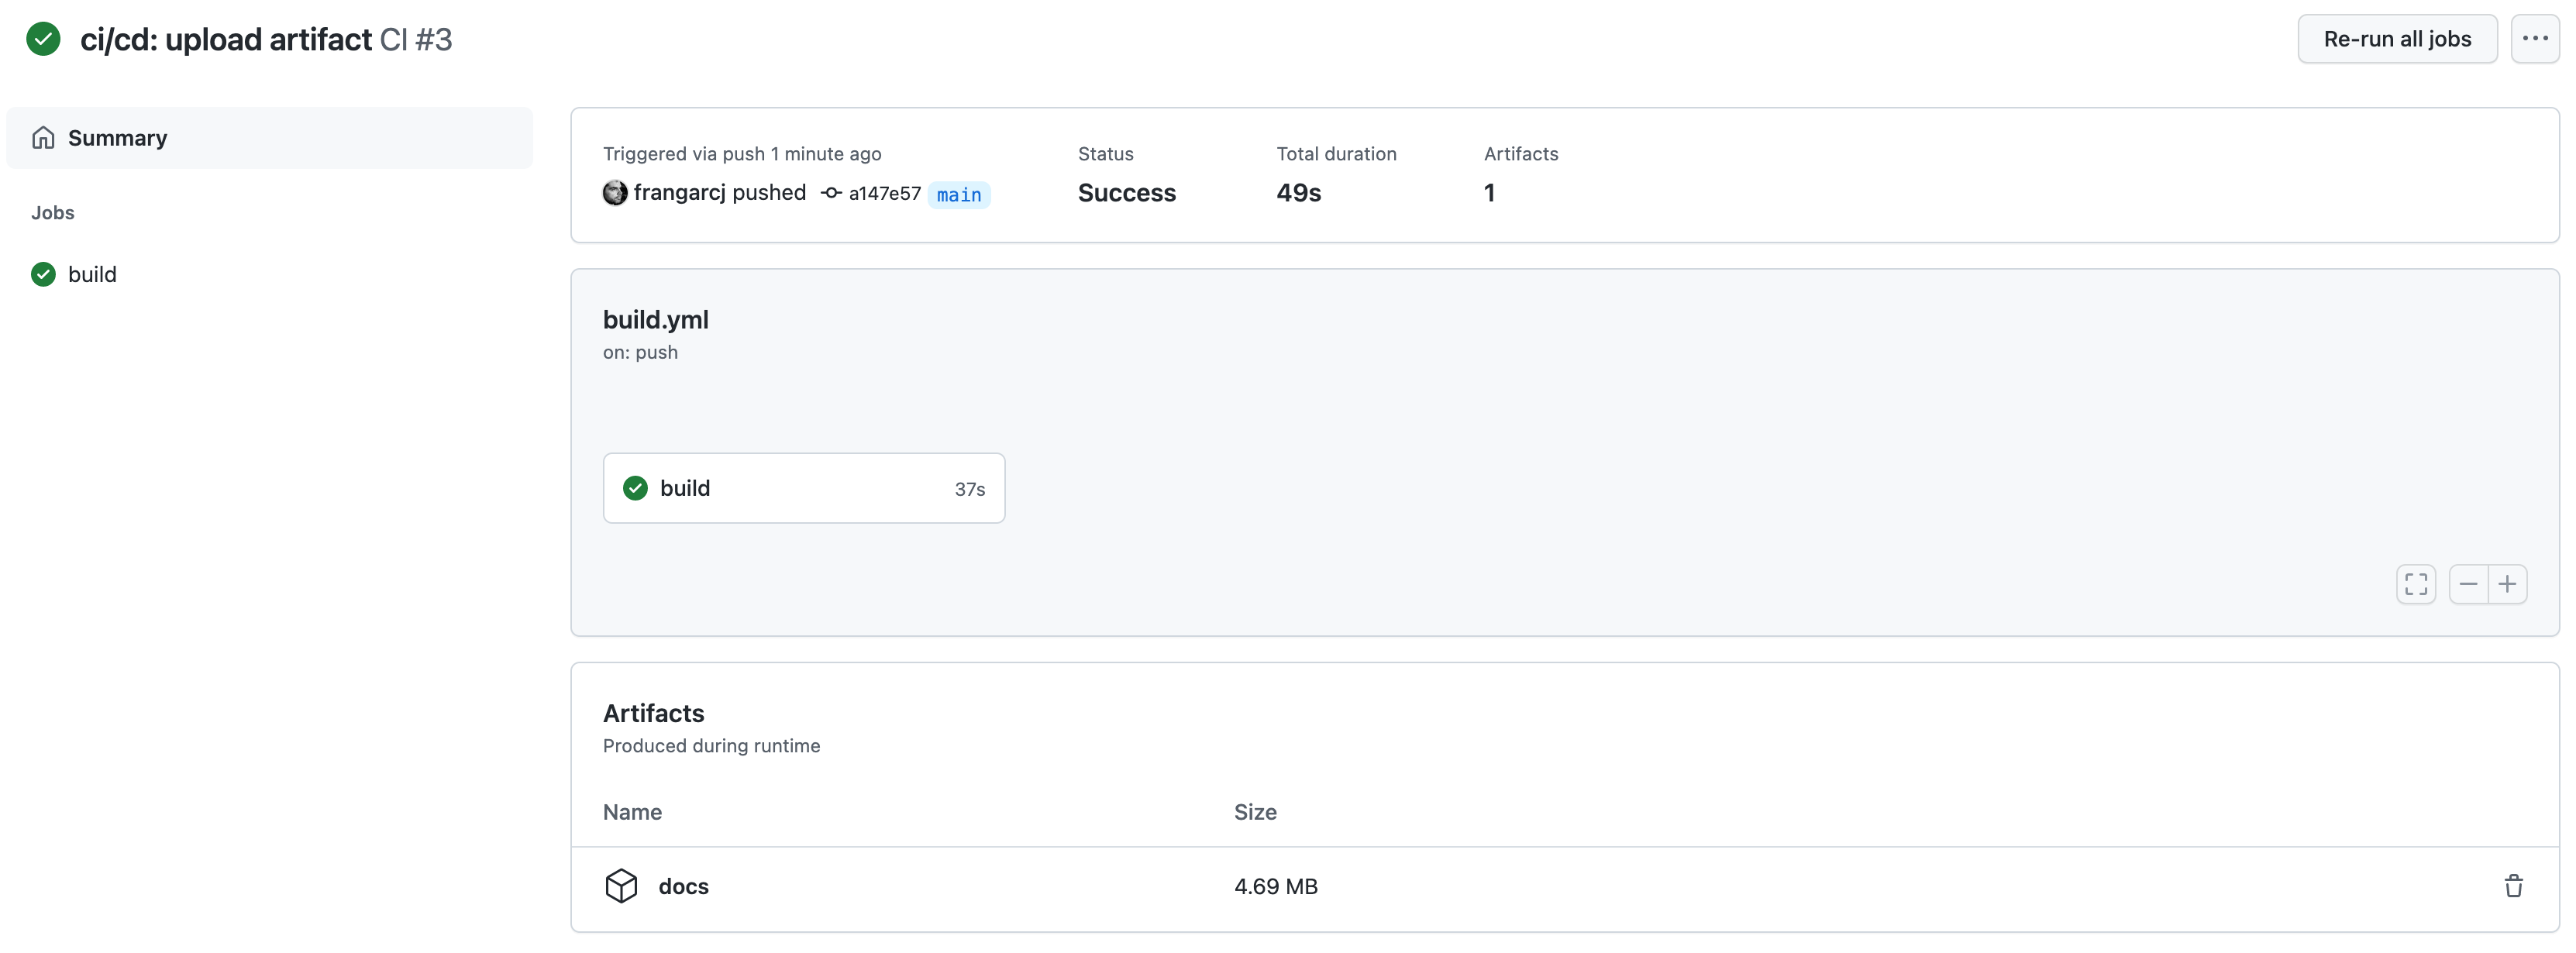 ci/cd: upload artifact CI #3
Re-run all jobs
Summary
Jobs
build
Triggered via push 1 minute ago
frangarcj pushed a147e57 main
Status
Success
Total duration
49s
Artifacts
1
build.yml
on: push
build 37s
Artifacts
Produced during runtime
Name Size
docs 4.69 MB